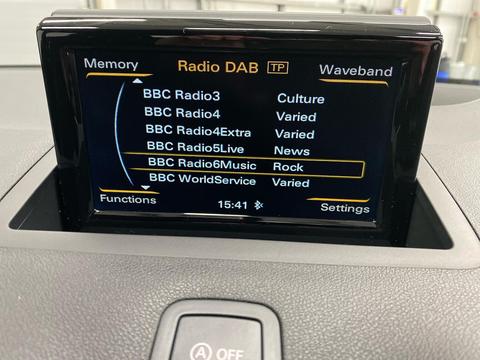 Memory Radio DAB TP Waveband
BBC Radio3 Culture
BBC Radio4 Varied
BBC Radio4Extra Varied
BBC Radio5Live News
BBC Radio6Music Rock
BBC WorldService Varied
Functions 15:41 Settings
A OFF